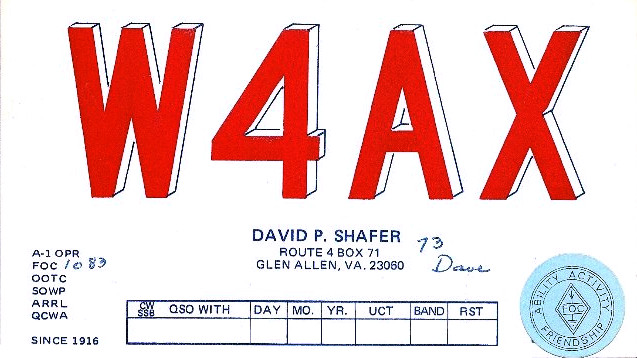 W4AX
DAVID P. SHAFER
ROUTE 4 BOX 71
GLEN ALLEN, VA. 23060
73
Dave
A-1 OPR
FOC 1083
OOTC
SOWP
ARRL
QCWA
SINCE 1916
CW SSB QSO WITH DAY MO. YR. UCT BAND RST
ABILITY ACTIVITY
FOC
FRIENDSHIP